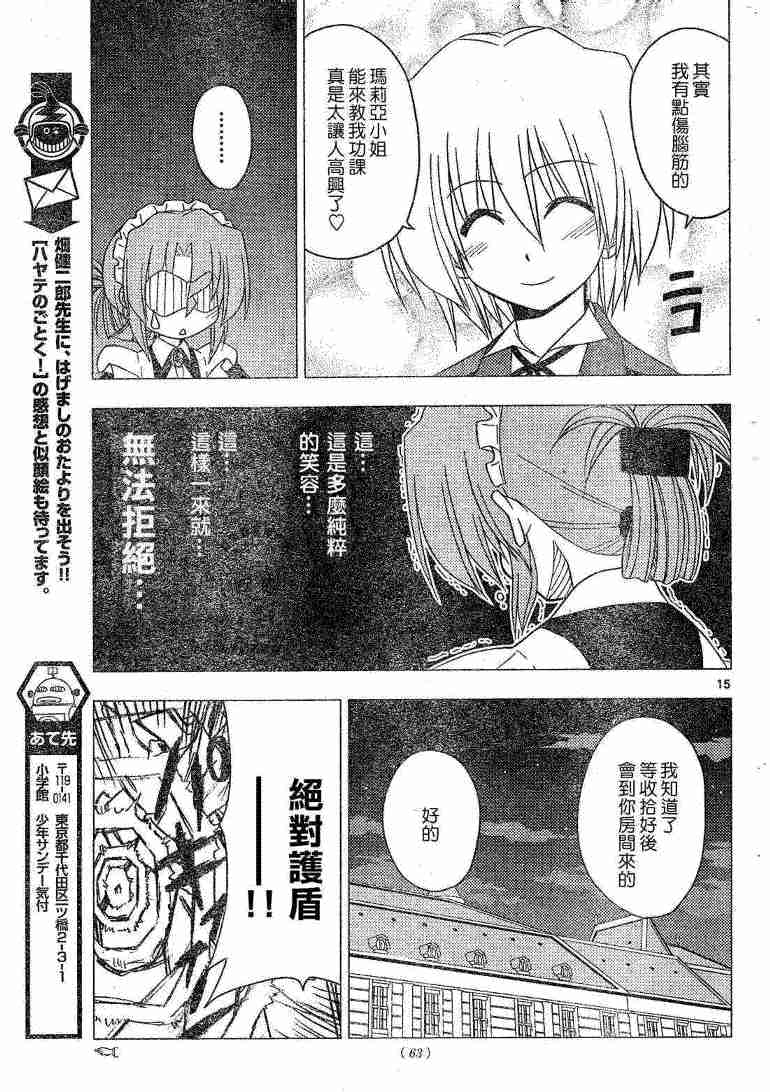 其實
我有點傷腦筋的
瑪莉亞小姐
能來教我功課
真是太讓人高興了♡
………
這…
這是多麼純粹
的笑容…
這…
這樣一來就…
無法拒絕…
15
我知道了
等收拾好後
會到你房間來的
好的
絕對護盾
——!!
パキィィ
(63)
畑健二郎先生に、はげましのおたよりを出そう!!
【ハヤテのごとく!】の感想と似顔絵も待ってます。
あて先
〒119-0141 東京都千代田区一ツ橋2-3-1
小学館 少年サンデー気付